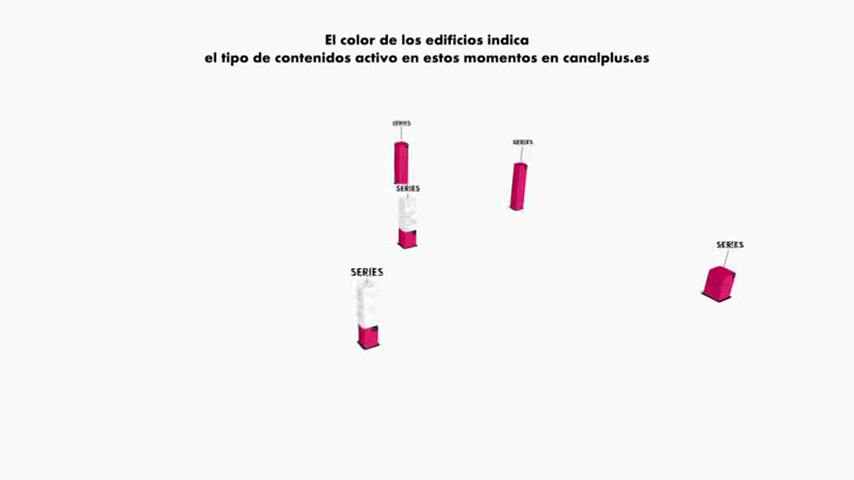 El color de los edificios indica
el tipo de contenidos activo en estos momentos en canalplus.es
SERIES
SERIES
SERIES
SERIES
SERIES